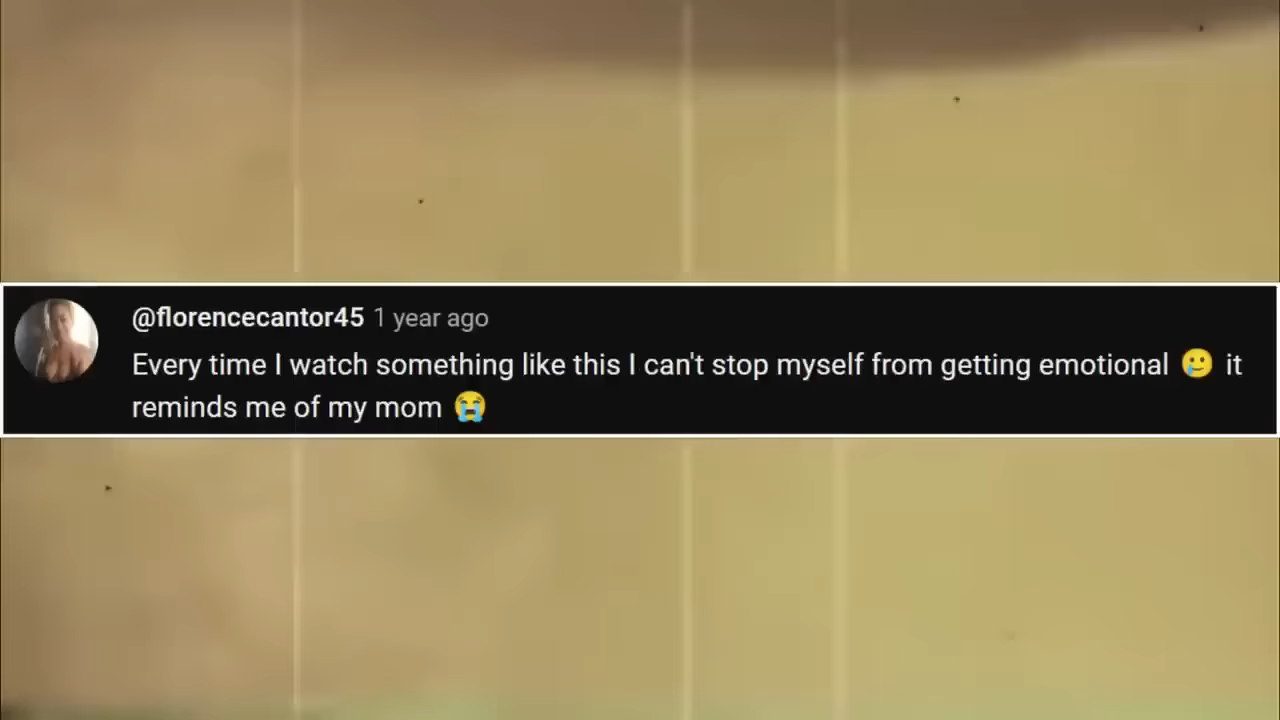 @florencecantor45 1 year ago
Every time I watch something like this I can't stop myself from getting emotional 🥲 it
reminds me of my mom 😭